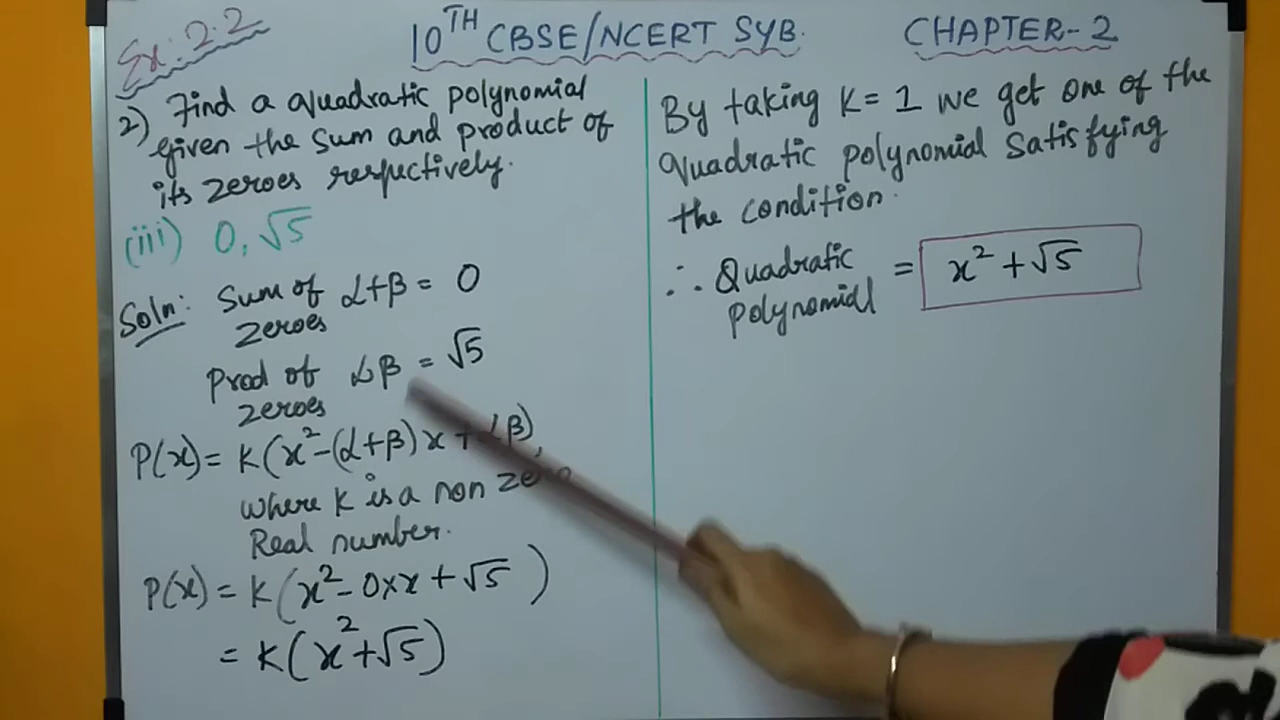 Ex: 2.2
10TH CBSE/NCERT SYB.
CHAPTER-2
2) Find a quadratic polynomial
given the sum and product of
its zeroes respectively.
(iii) 0, √5
Soln: Sum of zeroes α+β = 0
Prod of zeroes αβ = √5
P(x) = K(x² - (α+β)x + αβ),
where K is a non zero
Real number.
P(x) = K(x² - 0×x + √5)
= K(x² + √5)
By taking K = 1 we get one of the
quadratic polynomial satisfying
the condition.
∴ Quadratic polynomial = x² + √5